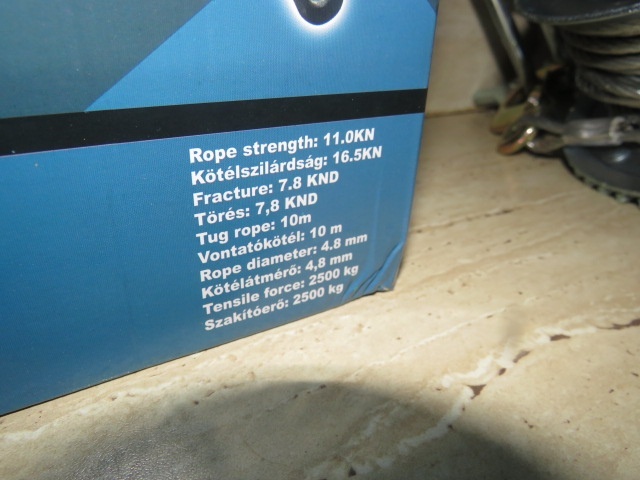 Rope strength: 11.0KN
Kötélszilárdság: 16.5KN
Fracture: 7.8 KND
Törés: 7,8 KND
Tug rope: 10m
Vontatókötél: 10 m
Rope diameter: 4.8 mm
Kötélátmérő: 4,8 mm
Tensile force: 2500 kg
Szakítóerő: 2500 kg